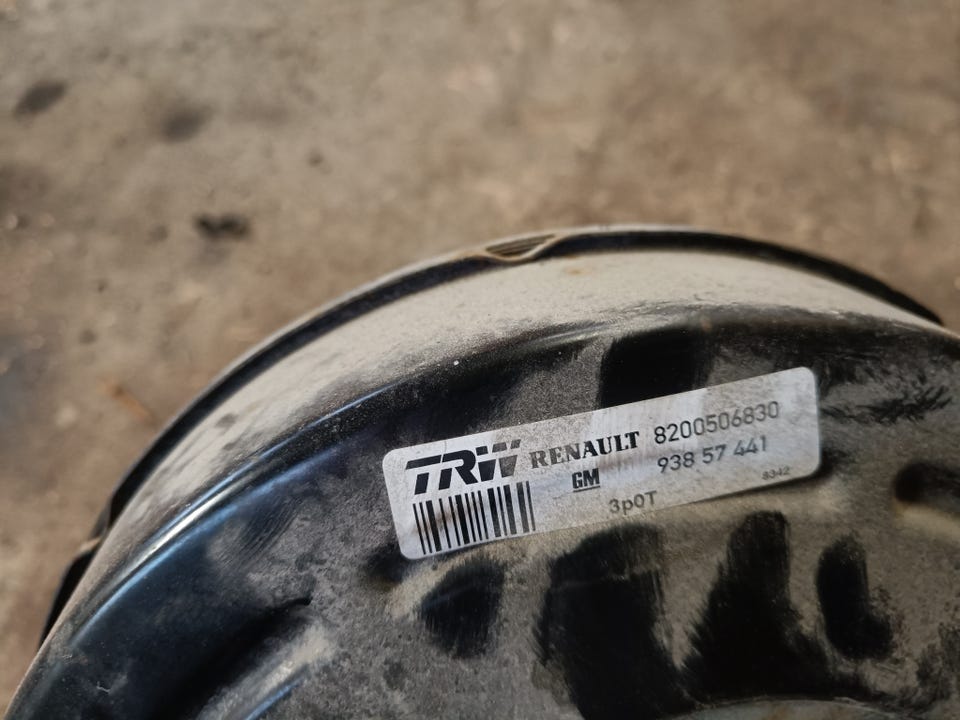 TRW RENAULT 8200506830
GM 938 57 441
3p0T 8342